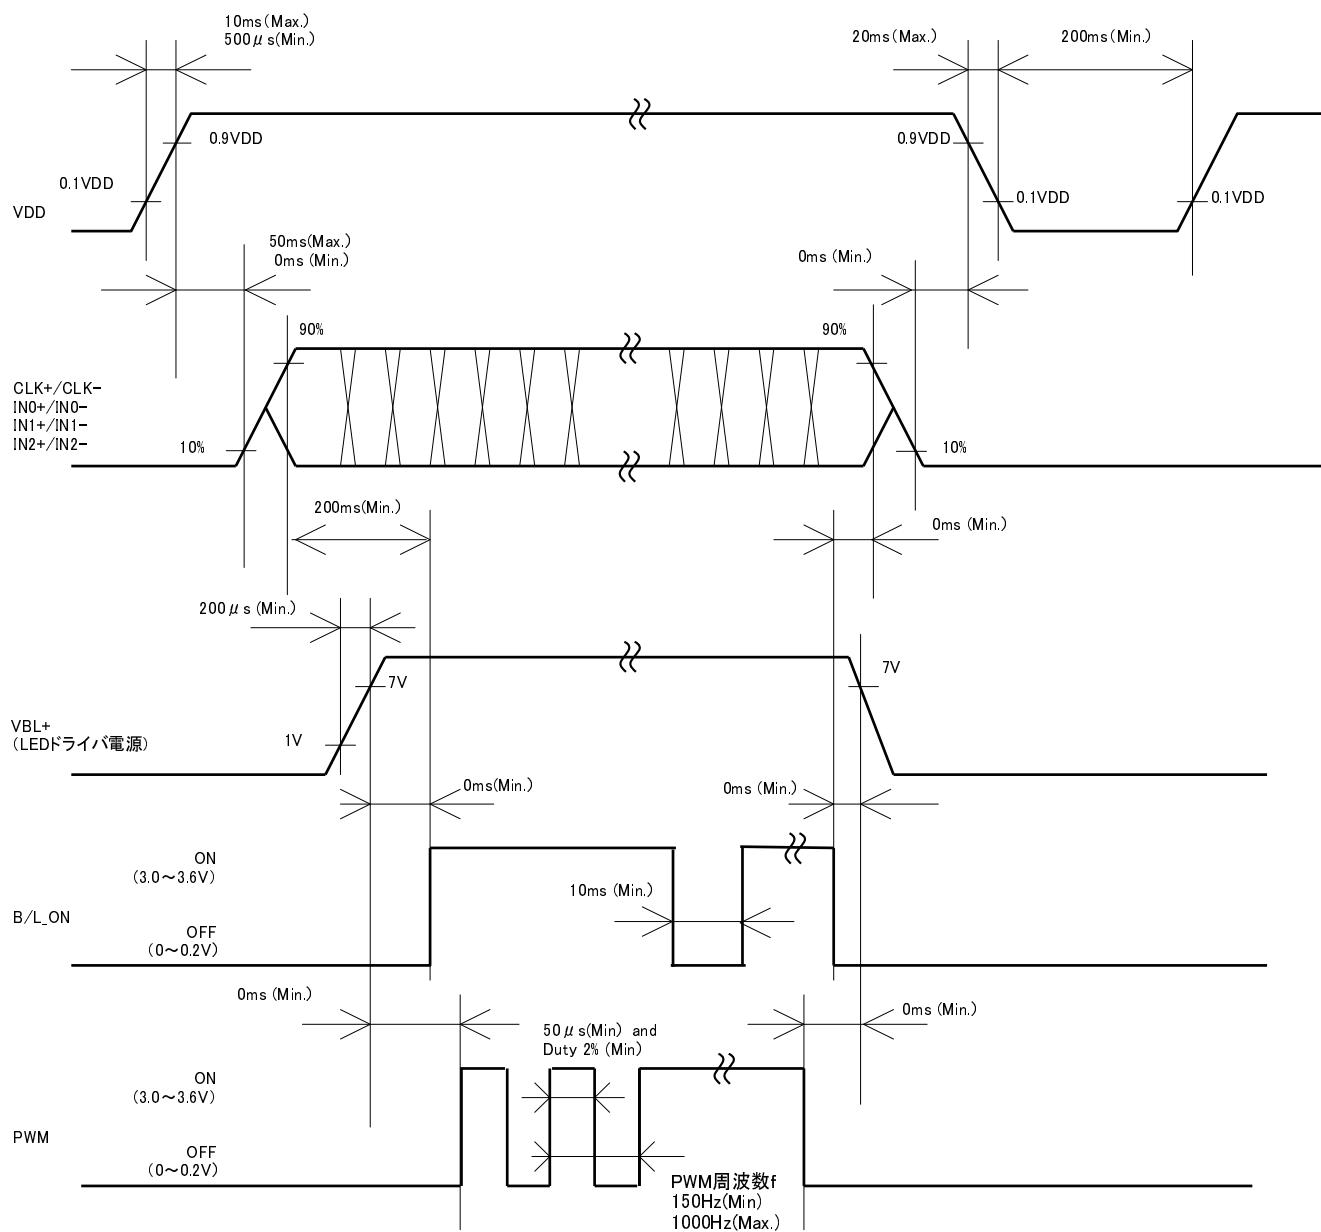 10ms(Max.)
500μs(Min.)
20ms(Max.)
200ms(Min.)
0.9VDD
0.9VDD
0.1VDD
0.1VDD
0.1VDD
VDD
50ms(Max.)
0ms (Min.)
0ms (Min.)
90%
90%
CLK+/CLK-
IN0+/IN0-
IN1+/IN1-
IN2+/IN2-
10%
10%
200ms(Min.)
0ms (Min.)
200μs (Min.)
7V
7V
VBL+
(LEDドライバ電源)
1V
0ms(Min.)
0ms (Min.)
ON
(3.0～3.6V)
10ms (Min.)
B/L_ON
OFF
(0～0.2V)
0ms (Min.)
0ms (Min.)
50μs(Min) and
Duty 2% (Min)
ON
(3.0～3.6V)
PWM
OFF
(0～0.2V)
PWM周波数f
150Hz(Min)
1000Hz(Max.)